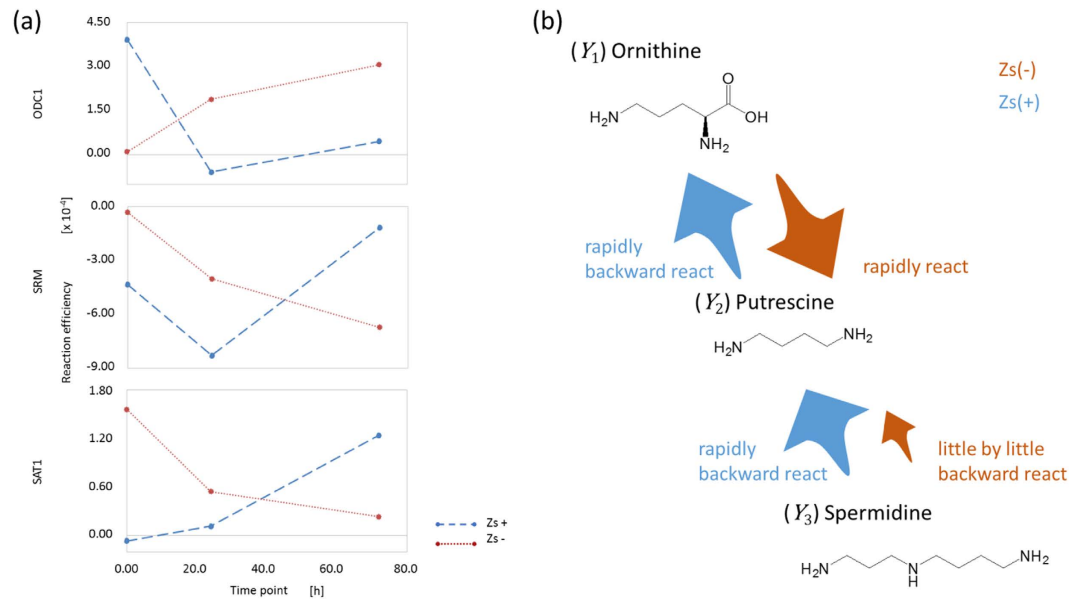 (a)
4.50
3.00
1.50
0.00
ODC1
0.00
-3.00
-6.00
-9.00
SRM
Reaction efficiency [x 10⁻⁴]
1.80
1.20
0.60
0.00
SAT1
0.00 20.0 40.0 60.0 80.0
Time point [h]
Zs +
Zs -
(b)
(Y₁) Ornithine
Zs(-)
Zs(+)
O
H₂N
OH
NH₂
rapidly
backward react
rapidly react
(Y₂) Putrescine
NH₂
H₂N
rapidly
backward react
little by little
backward react
(Y₃) Spermidine
NH₂
H₂N
N
H